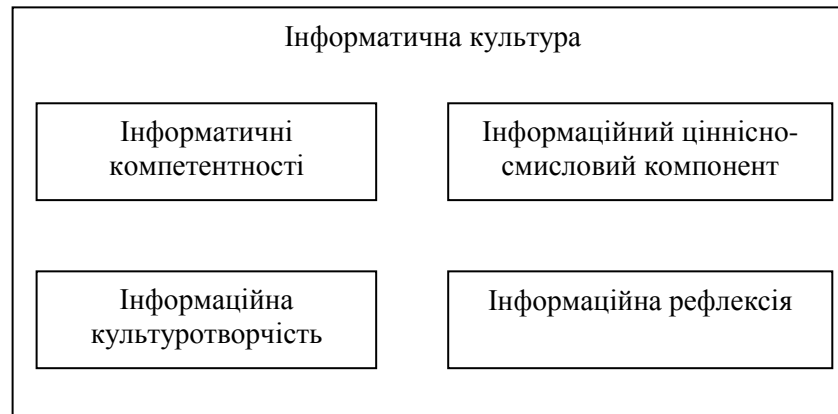 Інформатична культура
Інформатичні
компетентності
Інформаційний ціннісно-
смисловий компонент
Інформаційна
культуротворчість
Інформаційна рефлексія